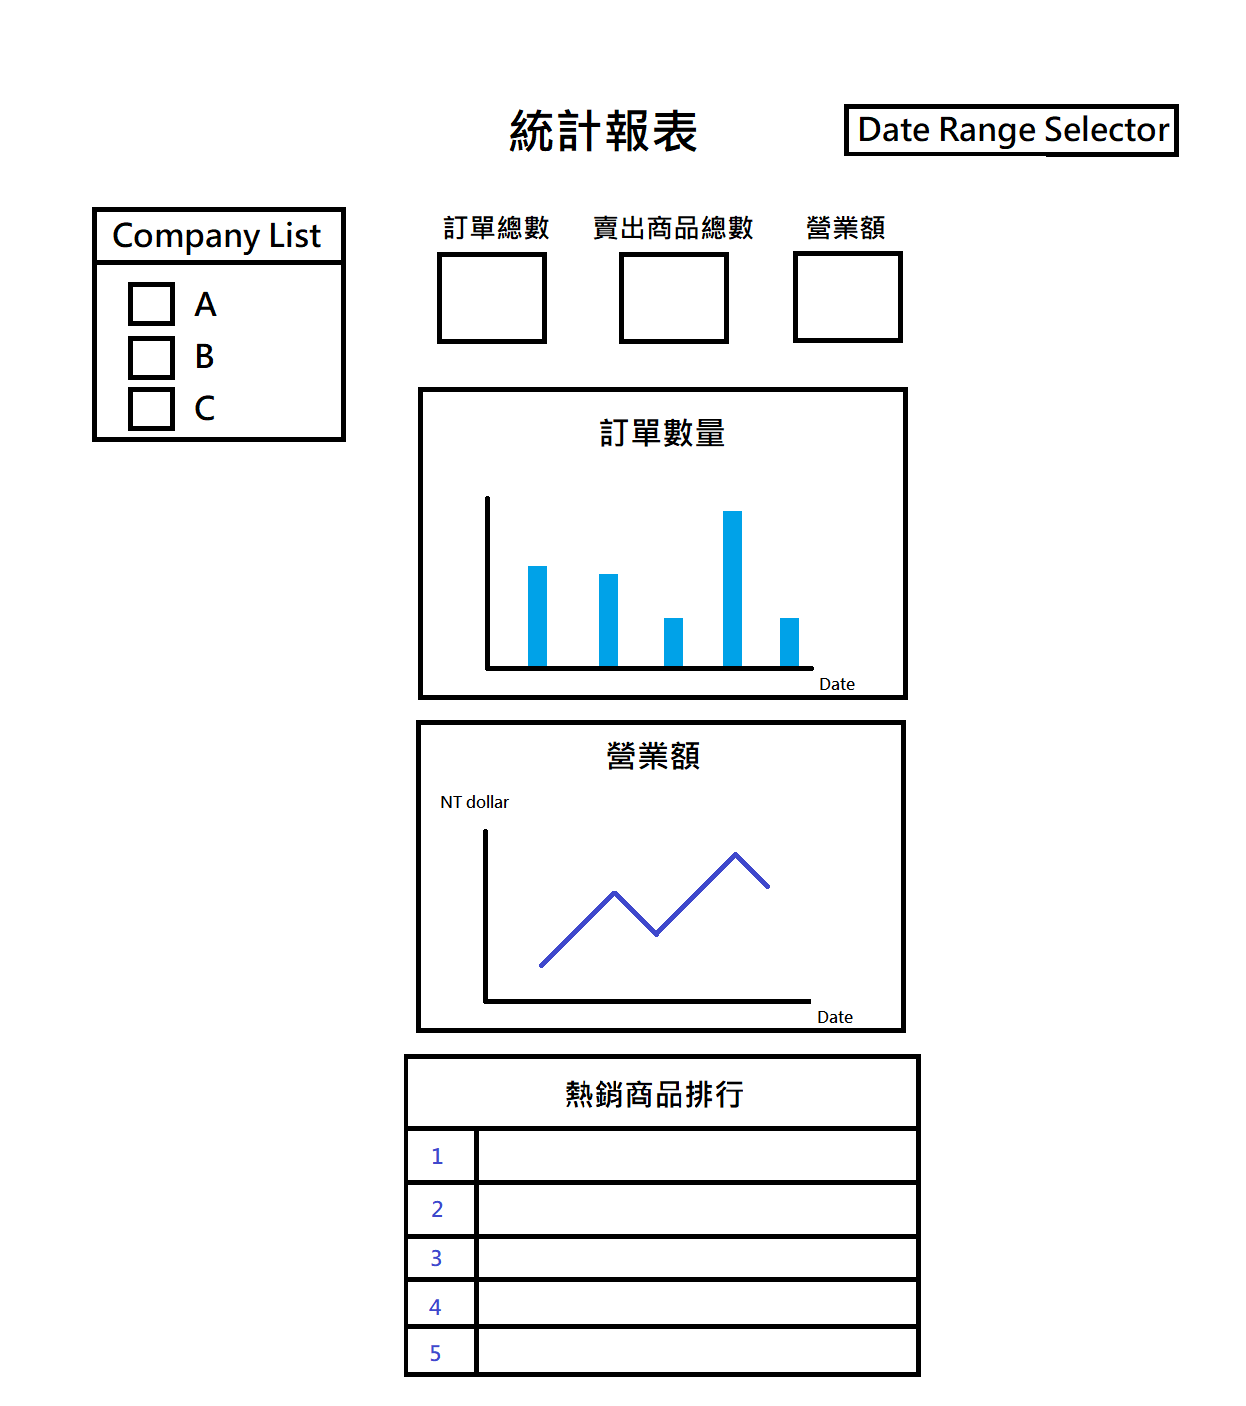 統計報表
Date Range Selector
Company List
A
B
C
訂單總數
賣出商品總數
營業額
訂單數量
Date
營業額
NT dollar
Date
熱銷商品排行
1
2
3
4
5